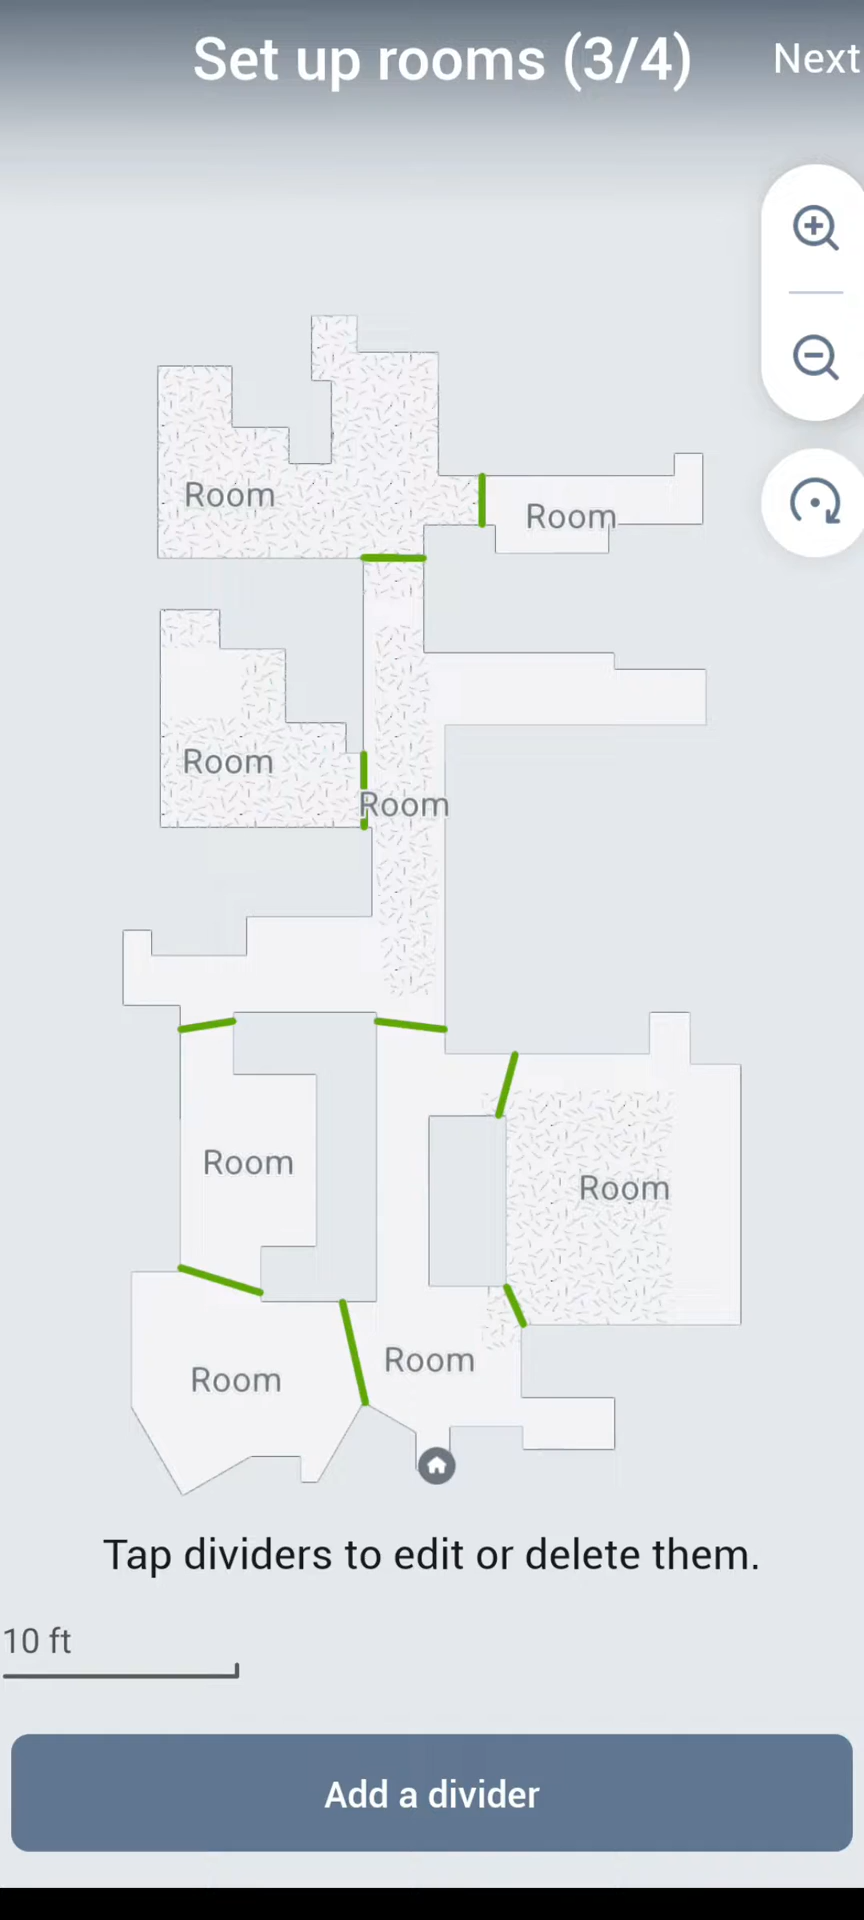 Set up rooms (3/4)
Next
Room
Room
Room
Room
Room
Room
Room
Room
Tap dividers to edit or delete them.
10 ft
Add a divider